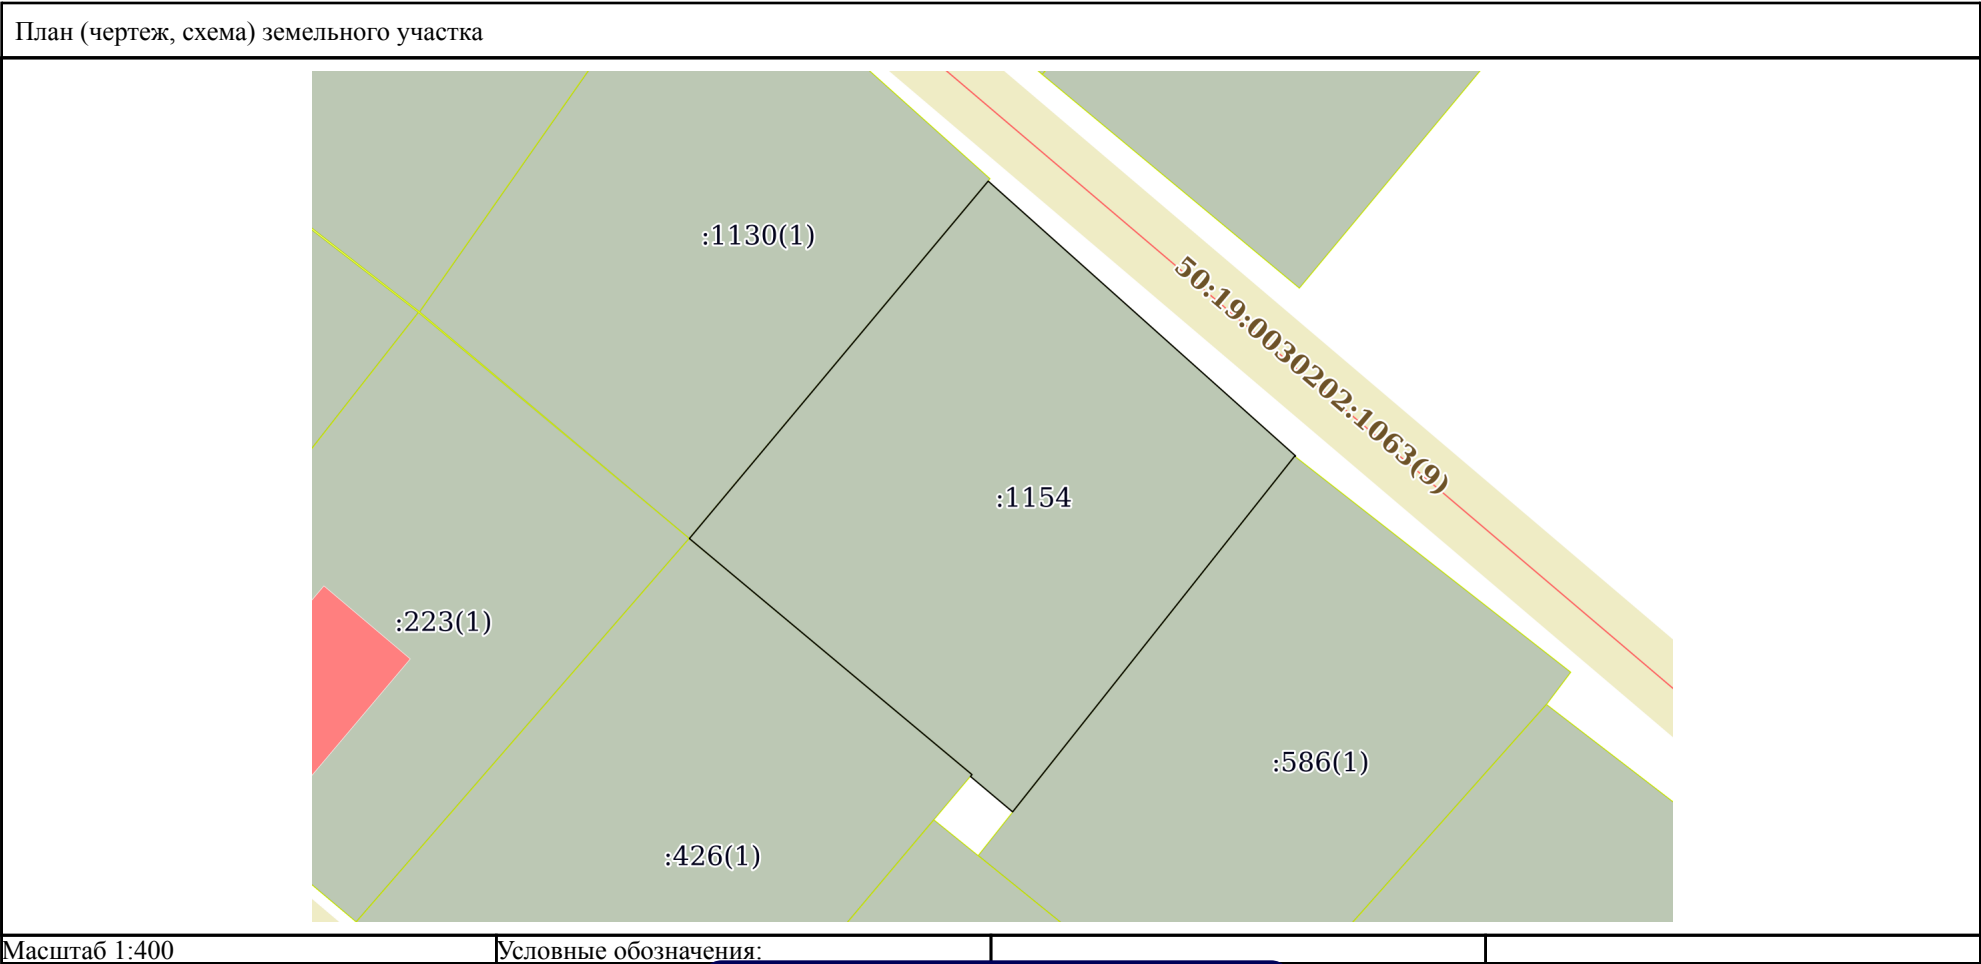 План (чертеж, схема) земельного участка
:1130(1)
50:19:0030202:1063(9)
:1154
:223(1)
:586(1)
:426(1)
Масштаб 1:400
Условные обозначения: